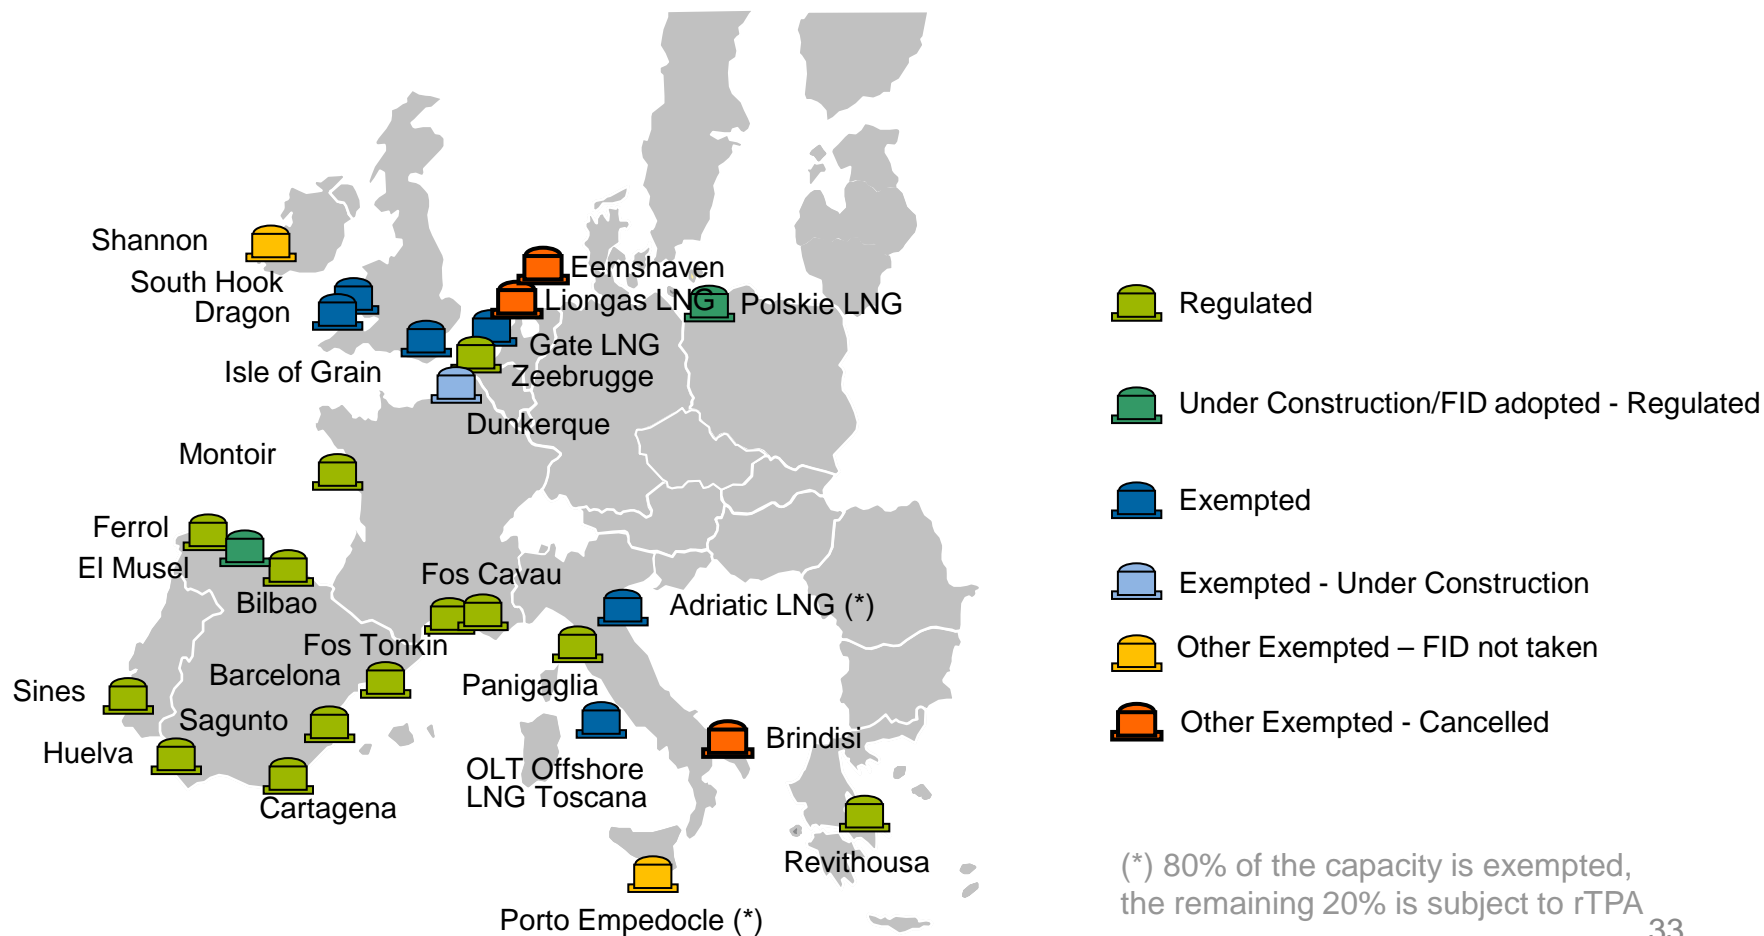 Shannon
South Hook
Dragon
Isle of Grain
Eemshaven
Liongas LNG
Polskie LNG
Gate LNG
Zeebrugge
Dunkerque
Montoir
Ferrol
El Musel
Bilbao
Fos Cavau
Fos Tonkin
Adriatic LNG (*)
Barcelona
Panigaglia
Sines
Sagunto
Huelva
Cartagena
OLT Offshore
LNG Toscana
Brindisi
Revithousa
Porto Empedocle (*)
Regulated
Under Construction/FID adopted - Regulated
Exempted
Exempted - Under Construction
Other Exempted – FID not taken
Other Exempted - Cancelled
(*) 80% of the capacity is exempted,
the remaining 20% is subject to rTPA
33